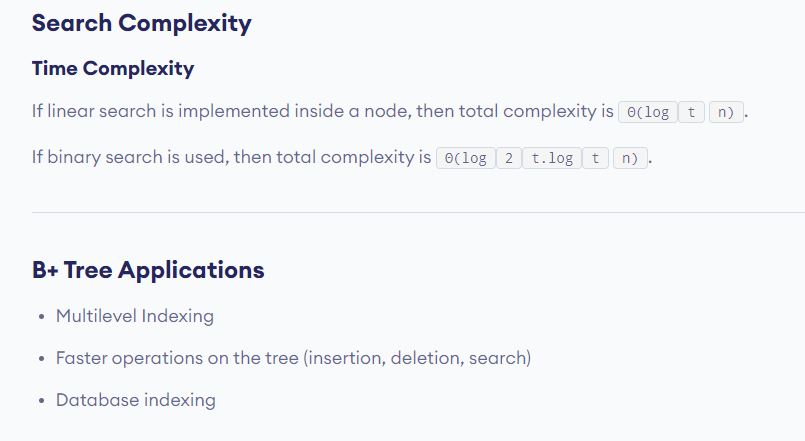 Search Complexity
Time Complexity
If linear search is implemented inside a node, then total complexity is Θ(log t n).
If binary search is used, then total complexity is Θ(log 2 t.log t n).
B+ Tree Applications
• Multilevel Indexing
• Faster operations on the tree (insertion, deletion, search)
• Database indexing